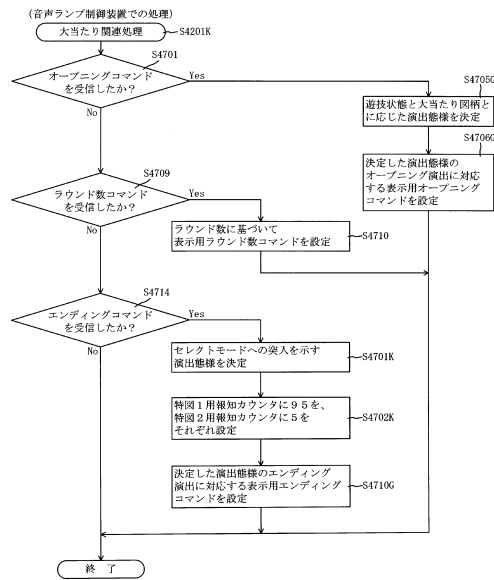 (音声ランプ制御装置での処理)
大当たり関連処理
S4201K
S4701
オープニングコマンド
を受信したか?
Yes
No
S4705G
遊技状態と大当たり図柄と
に応じた演出態様を決定
S4706G
決定した演出態様の
オープニング演出に対応
する表示用オープニング
コマンドを設定
S4709
ラウンド数コマンド
を受信したか?
Yes
No
ラウンド数に基づいて
表示用ラウンド数コマンドを設定
S4710
S4714
エンディングコマンド
を受信したか?
Yes
No
セレクトモードへの突入を示す
演出態様を決定
S4701K
特図1用報知カウンタに95を、
特図2用報知カウンタに5を
それぞれ設定
S4702K
決定した演出態様のエンディング
演出に対応する表示用エンディング
コマンドを設定
S4710G
終 了